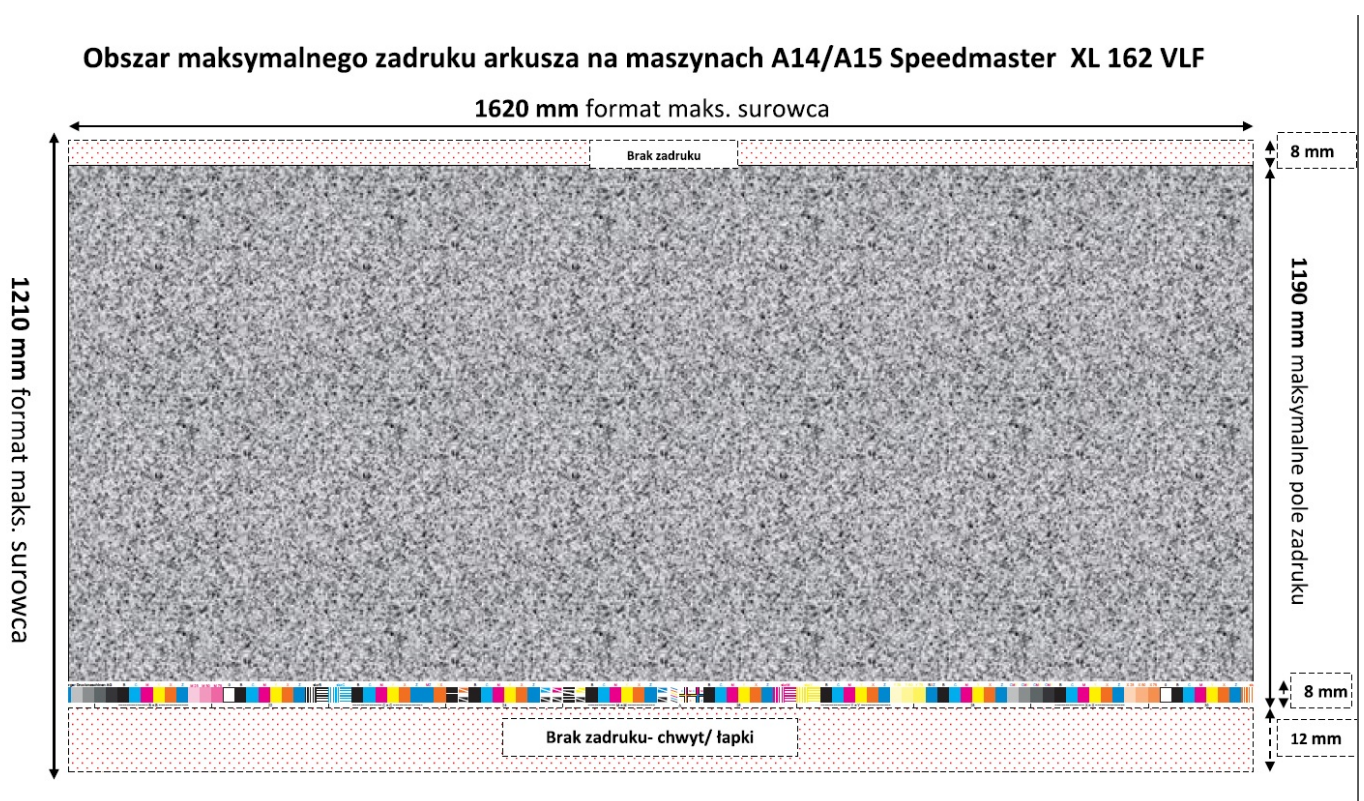 Obszar maksymalnego zadruku arkusza na maszynach A14/A15 Speedmaster XL 162 VLF
1620 mm format maks. surowca
Brak zadruku
8 mm
1210 mm format maks. surowca
1190 mm maksymalne pole zadruku
8 mm
Brak zadruku- chwyt/ łapki
12 mm